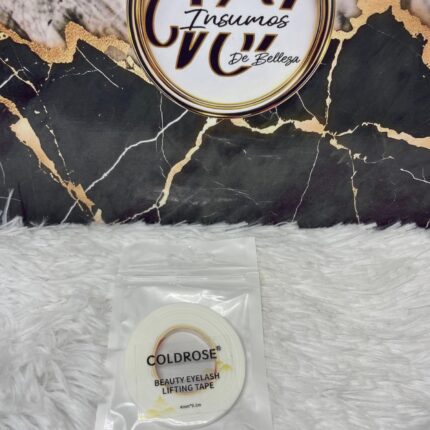 Insumos
De Belleza
COLDROSE®
BEAUTY EYELASH
LIFTING TAPE